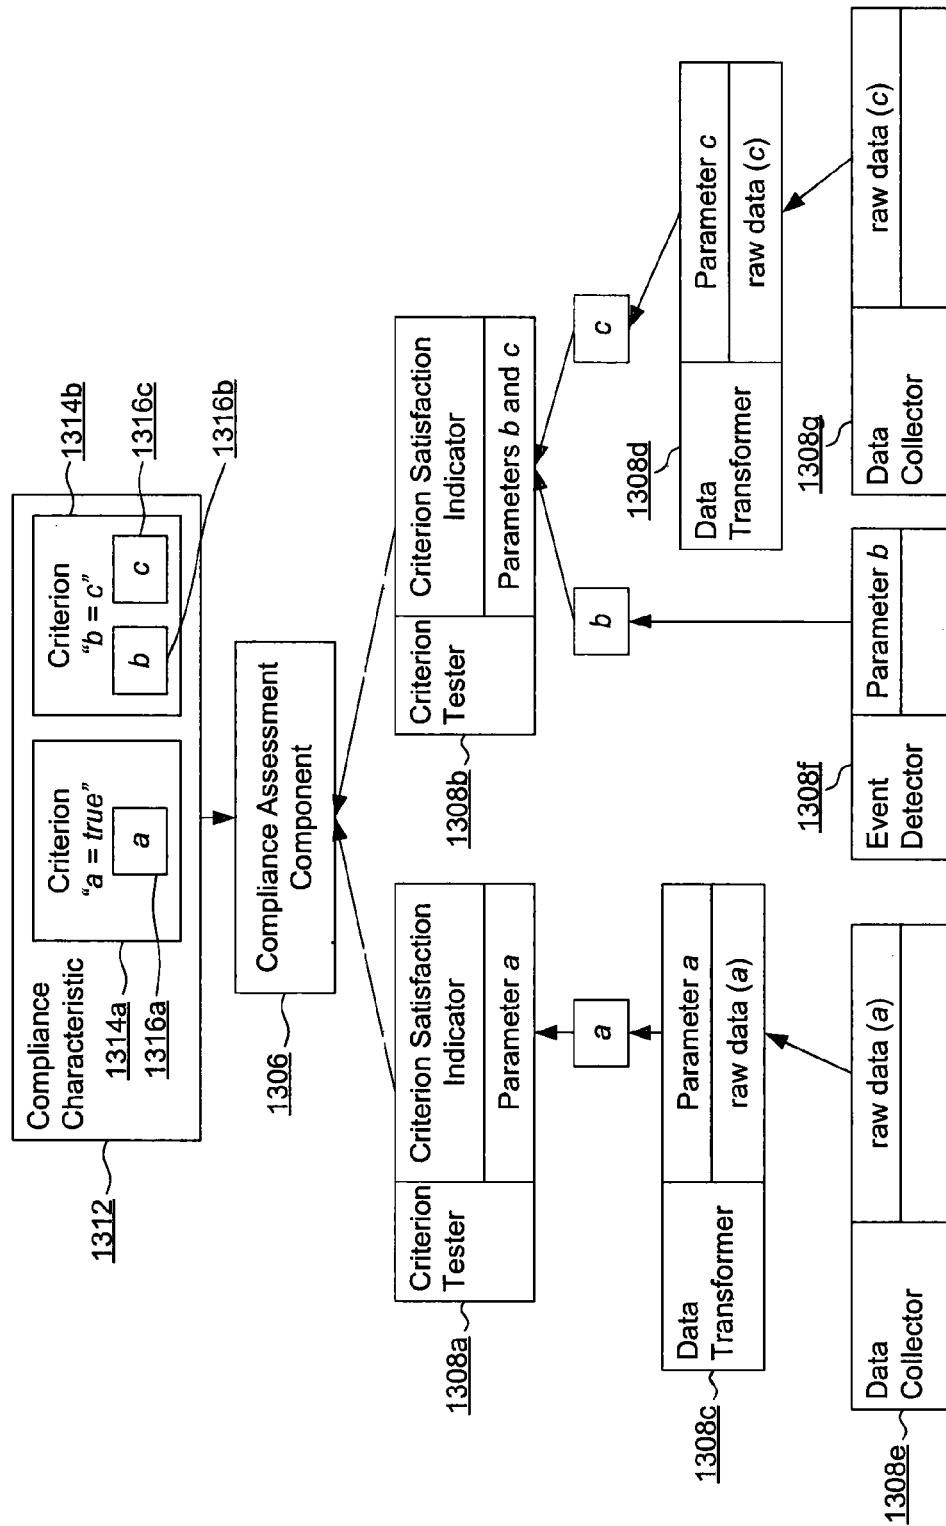 Compliance
Characteristic
1312
Criterion
"a = true"
a
1314a
1316a
Criterion
"b = c"
b
c
1314b
1316c
1316b
Compliance Assessment
Component
1306
Criterion
Tester
Criterion Satisfaction
Indicator
Parameter a
1308a
Criterion
Tester
Criterion Satisfaction
Indicator
Parameters b and c
1308b
a
b
c
Data
Transformer
Parameter a
raw data (a)
1308c
Data
Transformer
Parameter c
raw data (c)
1308d
Data
Collector
raw data (a)
1308e
Event
Detector
Parameter b
1308f
Data
Collector
raw data (c)
1308g